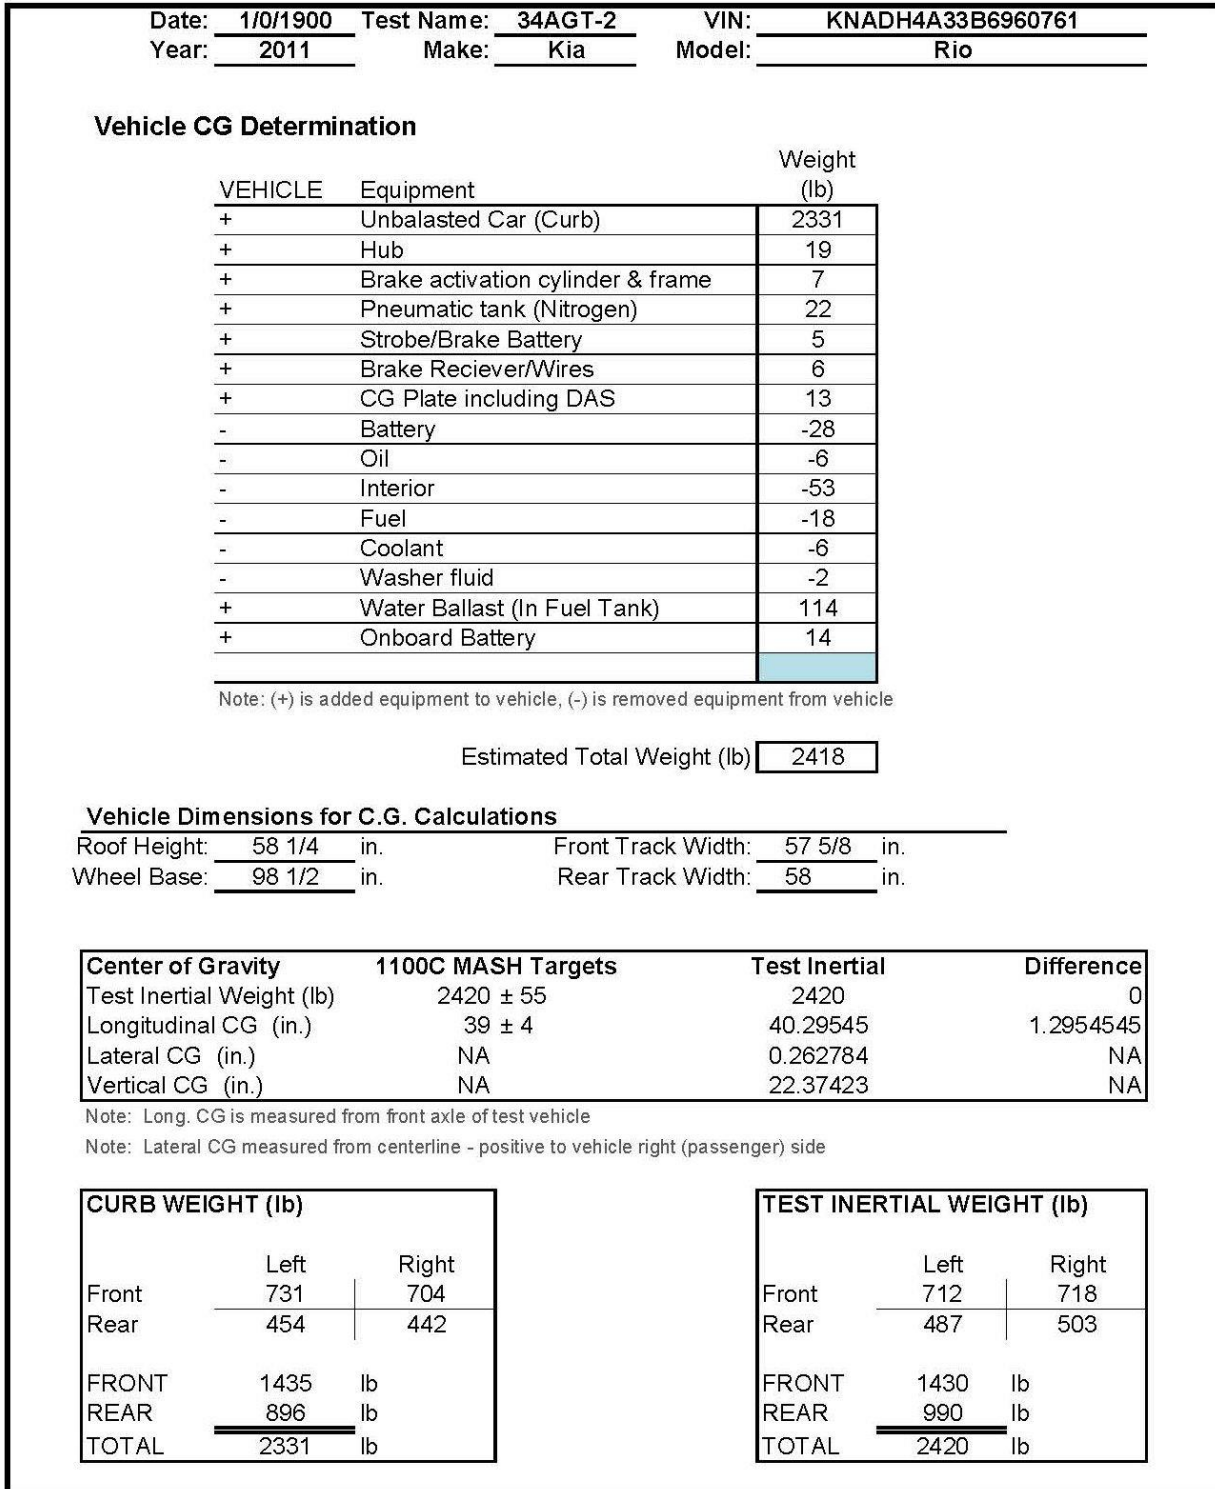 Date: 1/0/1900 Test Name: 34AGT-2 VIN: KNADH4A33B6960761
Year: 2011 Make: Kia Model: Rio
Vehicle CG Determination
Weight
VEHICLE Equipment (lb)
+ Unbalasted Car (Curb) 2331
+ Hub 19
+ Brake activation cylinder & frame 7
+ Pneumatic tank (Nitrogen) 22
+ Strobe/Brake Battery 5
+ Brake Reciever/Wires 6
+ CG Plate including DAS 13
- Battery -28
- Oil -6
- Interior -53
- Fuel -18
- Coolant -6
- Washer fluid -2
+ Water Ballast (In Fuel Tank) 114
+ Onboard Battery 14
Note: (+) is added equipment to vehicle, (-) is removed equipment from vehicle
Estimated Total Weight (lb) 2418
Vehicle Dimensions for C.G. Calculations
Roof Height: 58 1/4 in. Front Track Width: 57 5/8 in.
Wheel Base: 98 1/2 in. Rear Track Width: 58 in.
Center of Gravity 1100C MASH Targets Test Inertial Difference
Test Inertial Weight (lb) 2420 ± 55 2420 0
Longitudinal CG (in.) 39 ± 4 40.29545 1.2954545
Lateral CG (in.) NA 0.262784 NA
Vertical CG (in.) NA 22.37423 NA
Note: Long. CG is measured from front axle of test vehicle
Note: Lateral CG measured from centerline - positive to vehicle right (passenger) side
CURB WEIGHT (lb)
Left Right
Front 731 704
Rear 454 442
FRONT 1435 lb
REAR 896 lb
TOTAL 2331 lb
TEST INERTIAL WEIGHT (lb)
Left Right
Front 712 718
Rear 487 503
FRONT 1430 lb
REAR 990 lb
TOTAL 2420 lb